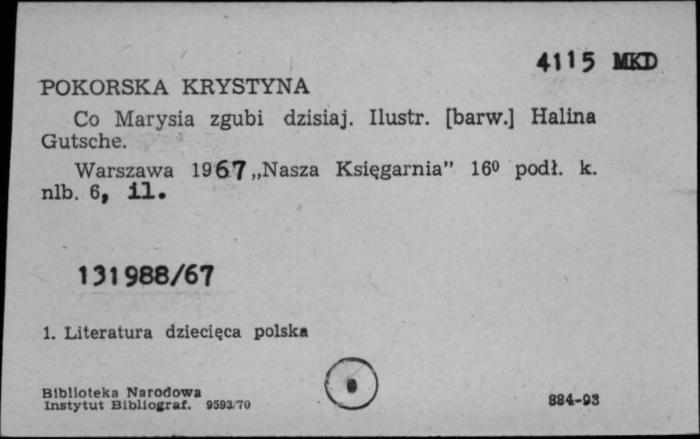 4115 MKD
POKORSKA KRYSTYNA
Co Marysia zgubi dzisiaj. Ilustr. [barw.] Halina
Gutsche.
Warszawa 1967 „Nasza Księgarnia” 16⁰ podł. k.
nlb. 6, il.
131988/67
1. Literatura dziecięca polska
Biblioteka Narodowa
Instytut Bibliograf. 9593/70
884-93